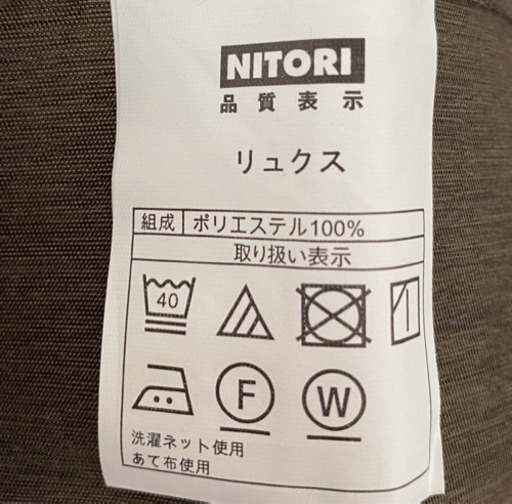 NITORI
品質表示
リュクス
組成 ポリエステル100%
取り扱い表示
40
F W
洗濯ネット使用
あて布使用